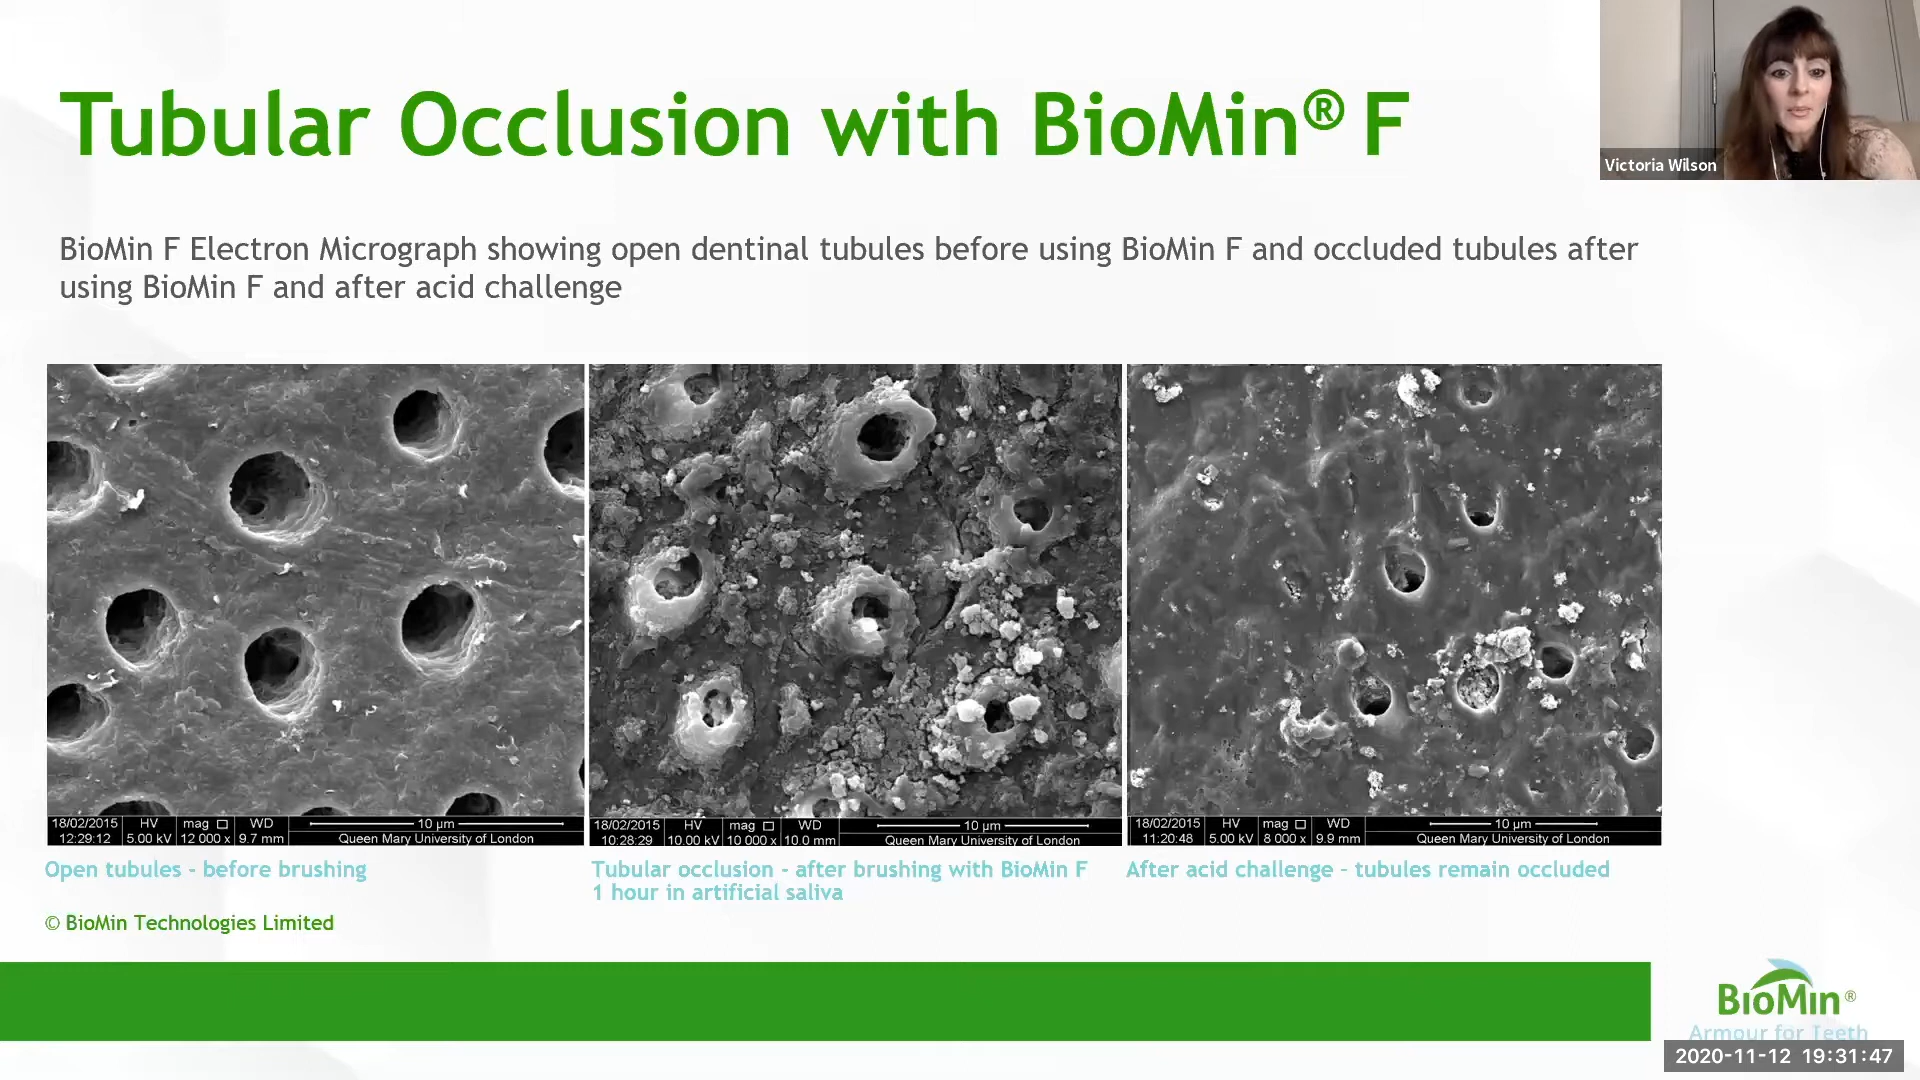 Tubular Occlusion with BioMin® F
Victoria Wilson
BioMin F Electron Micrograph showing open dentinal tubules before using BioMin F and occluded tubules after
using BioMin F and after acid challenge
18/02/2015 HV mag WD 10 µm
12:29:12 5.00 kV 12 000 x 9.7 mm Queen Mary University of London
18/02/2015 HV mag WD 10 µm
10:28:29 10.00 kV 10 000 x 10.0 mm Queen Mary University of London
18/02/2015 HV mag WD 10 µm
11:20:48 5.00 kV 8 000 x 9.9 mm Queen Mary University of London
Open tubules - before brushing
Tubular occlusion - after brushing with BioMin F
1 hour in artificial saliva
After acid challenge – tubules remain occluded
© BioMin Technologies Limited
BioMin®
Armour for Teeth
2020-11-12 19:31:47